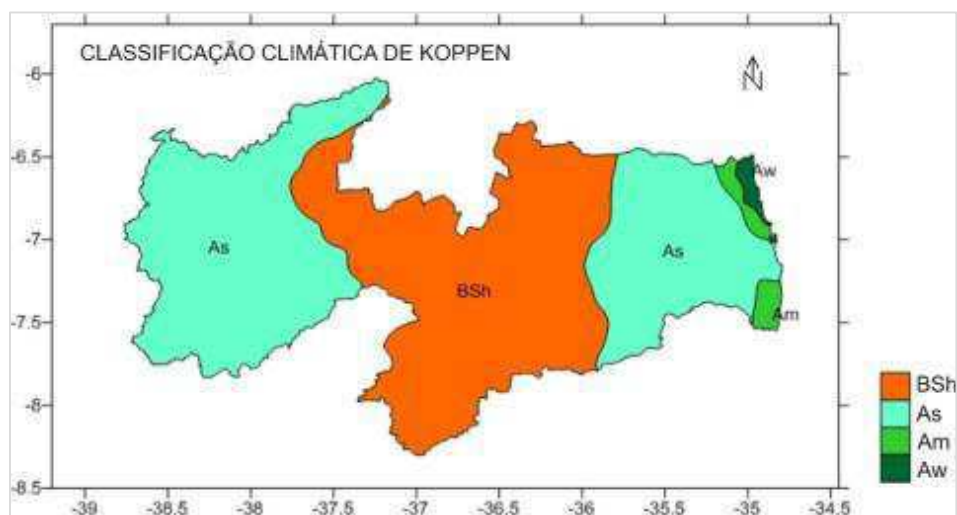 CLASSIFICAÇÃO CLIMÁTICA DE KOPPEN
N
-6
-6.5
Aw
-7
As
As
BSh
-7.5
Am
BSh
-8
As
Am
Aw
-8.5
-39
-38.5
-38
-37.5
-37
-36.5
-36
-35.5
-35
-34.5